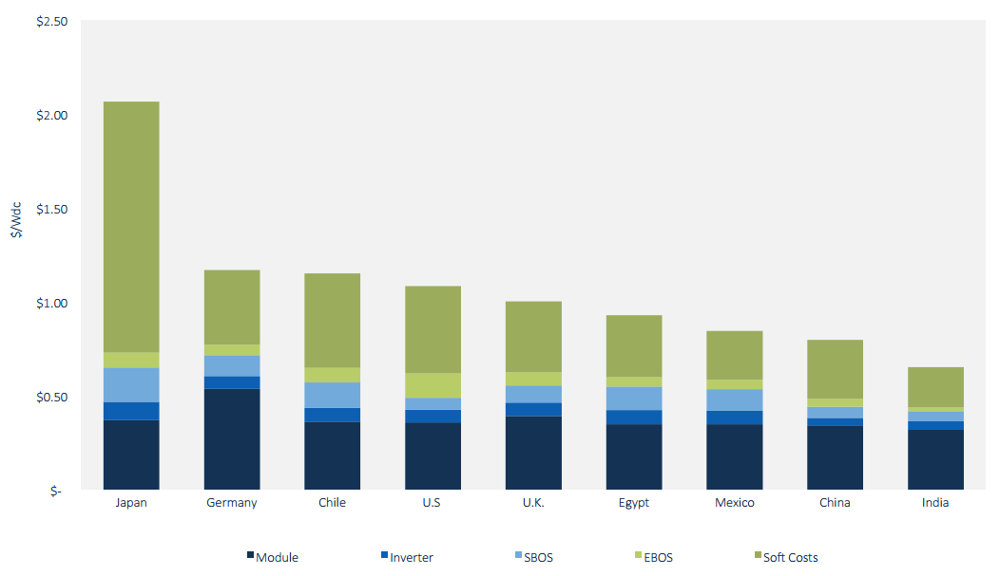 $2.50
$2.00
$1.50
$1.00
$0.50
$-
$/Wdc
Japan Germany Chile U.S U.K. Egypt Mexico China India
Module Inverter SBOS EBOS Soft Costs